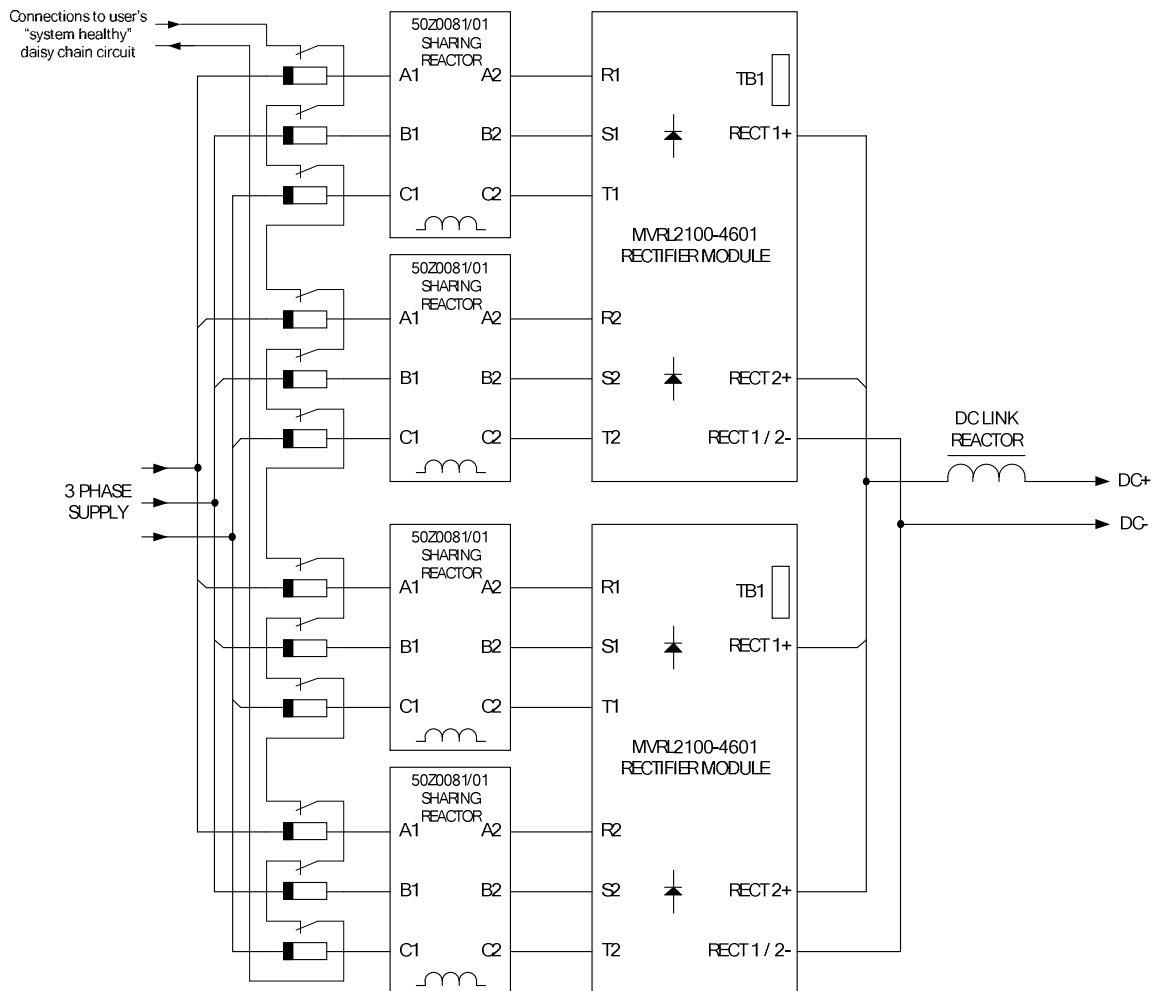 Connections to user's
"system healthy"
daisy chain circuit
50Z0081/01
SHARING
REACTOR
A1 A2
B1 B2
C1 C2
R1
S1
T1
TB1
RECT 1+
MVRL2100-4601
RECTIFIER MODULE
50Z0081/01
SHARING
REACTOR
A1 A2
B1 B2
C1 C2
R2
S2
T2
RECT 2+
RECT 1 / 2-
3 PHASE
SUPPLY
DC LINK
REACTOR
DC+
DC-
50Z0081/01
SHARING
REACTOR
A1 A2
B1 B2
C1 C2
R1
S1
T1
TB1
RECT 1+
MVRL2100-4601
RECTIFIER MODULE
50Z0081/01
SHARING
REACTOR
A1 A2
B1 B2
C1 C2
R2
S2
T2
RECT 2+
RECT 1 / 2-